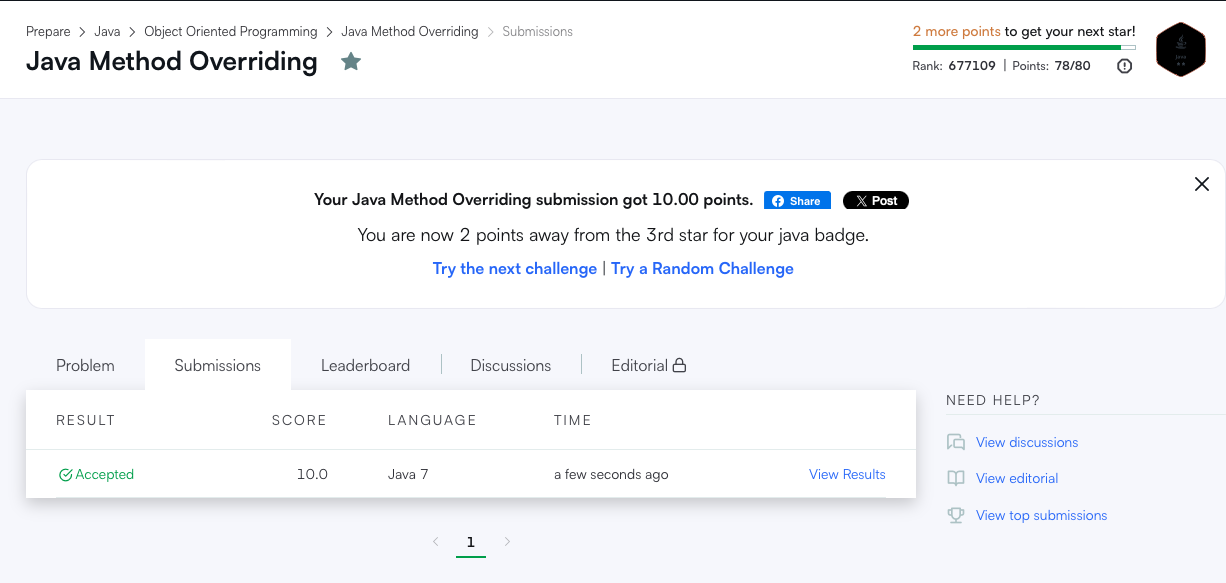 Prepare > Java > Object Oriented Programming > Java Method Overriding > Submissions
Java Method Overriding
2 more points to get your next star!
Rank: 677109 | Points: 78/80
Java
Your Java Method Overriding submission got 10.00 points. Share Post
You are now 2 points away from the 3rd star for your java badge.
Try the next challenge | Try a Random Challenge
Problem Submissions Leaderboard Discussions Editorial
RESULT SCORE LANGUAGE TIME
Accepted 10.0 Java 7 a few seconds ago View Results
1
NEED HELP?
View discussions
View editorial
View top submissions